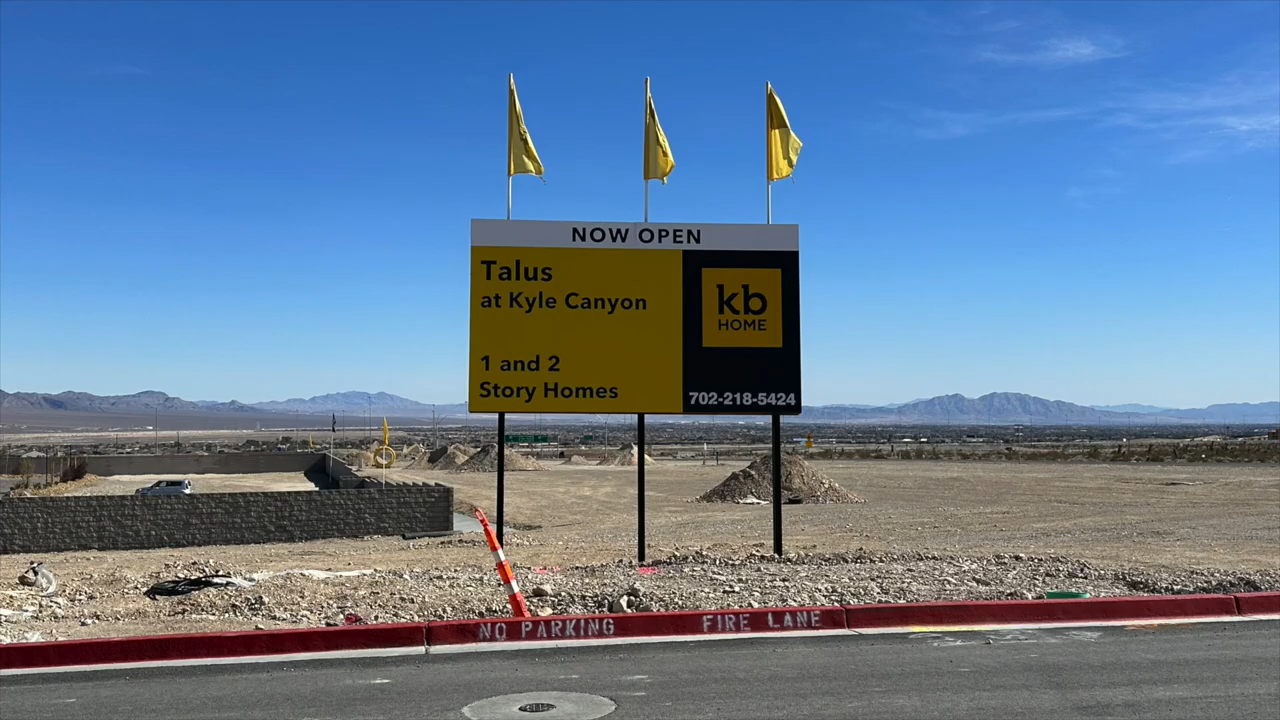 NOW OPEN
Talus
at Kyle Canyon
1 and 2
Story Homes
kb
HOME
702-218-5424
NO PARKING FIRE LANE